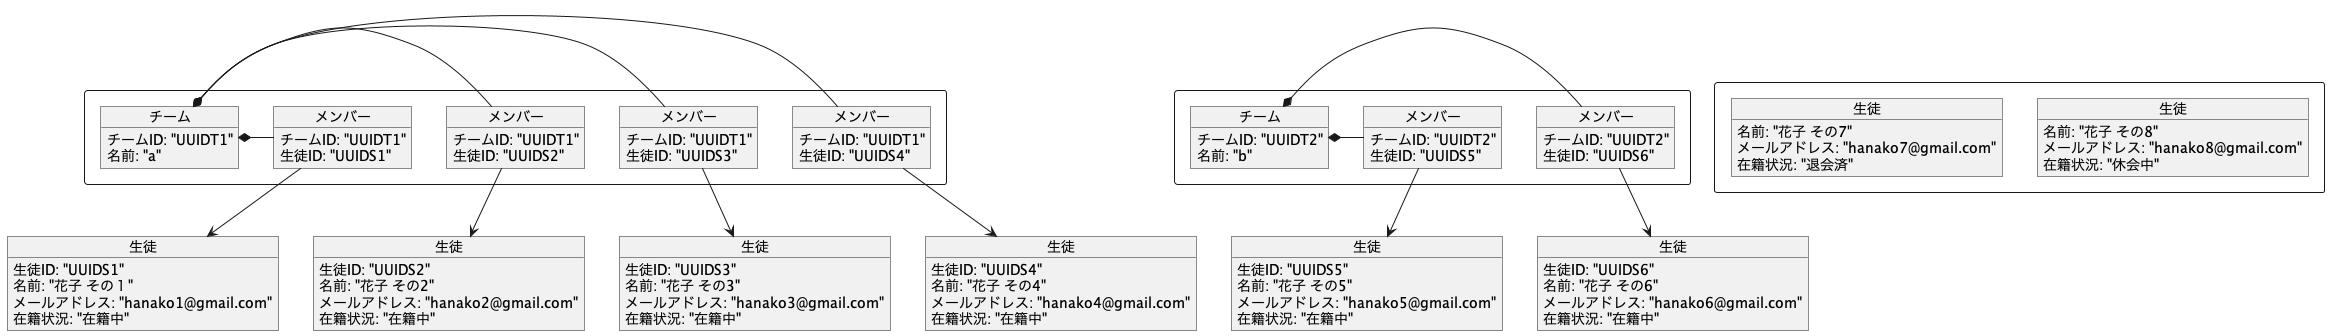 チーム
チームID: "UUIDT1"
名前: "a"
メンバー
チームID: "UUIDT1"
生徒ID: "UUIDS1"
メンバー
チームID: "UUIDT1"
生徒ID: "UUIDS2"
メンバー
チームID: "UUIDT1"
生徒ID: "UUIDS3"
メンバー
チームID: "UUIDT1"
生徒ID: "UUIDS4"
チーム
チームID: "UUIDT2"
名前: "b"
メンバー
チームID: "UUIDT2"
生徒ID: "UUIDS5"
メンバー
チームID: "UUIDT2"
生徒ID: "UUIDS6"
生徒
名前: "花子 その7"
メールアドレス: "hanako7@gmail.com"
在籍状況: "退会済"
生徒
名前: "花子 その8"
メールアドレス: "hanako8@gmail.com"
在籍状況: "休会中"
生徒
生徒ID: "UUIDS1"
名前: "花子 その１"
メールアドレス: "hanako1@gmail.com"
在籍状況: "在籍中"
生徒
生徒ID: "UUIDS2"
名前: "花子 その2"
メールアドレス: "hanako2@gmail.com"
在籍状況: "在籍中"
生徒
生徒ID: "UUIDS3"
名前: "花子 その3"
メールアドレス: "hanako3@gmail.com"
在籍状況: "在籍中"
生徒
生徒ID: "UUIDS4"
名前: "花子 その4"
メールアドレス: "hanako4@gmail.com"
在籍状況: "在籍中"
生徒
生徒ID: "UUIDS5"
名前: "花子 その5"
メールアドレス: "hanako5@gmail.com"
在籍状況: "在籍中"
生徒
生徒ID: "UUIDS6"
名前: "花子 その6"
メールアドレス: "hanako6@gmail.com"
在籍状況: "在籍中"